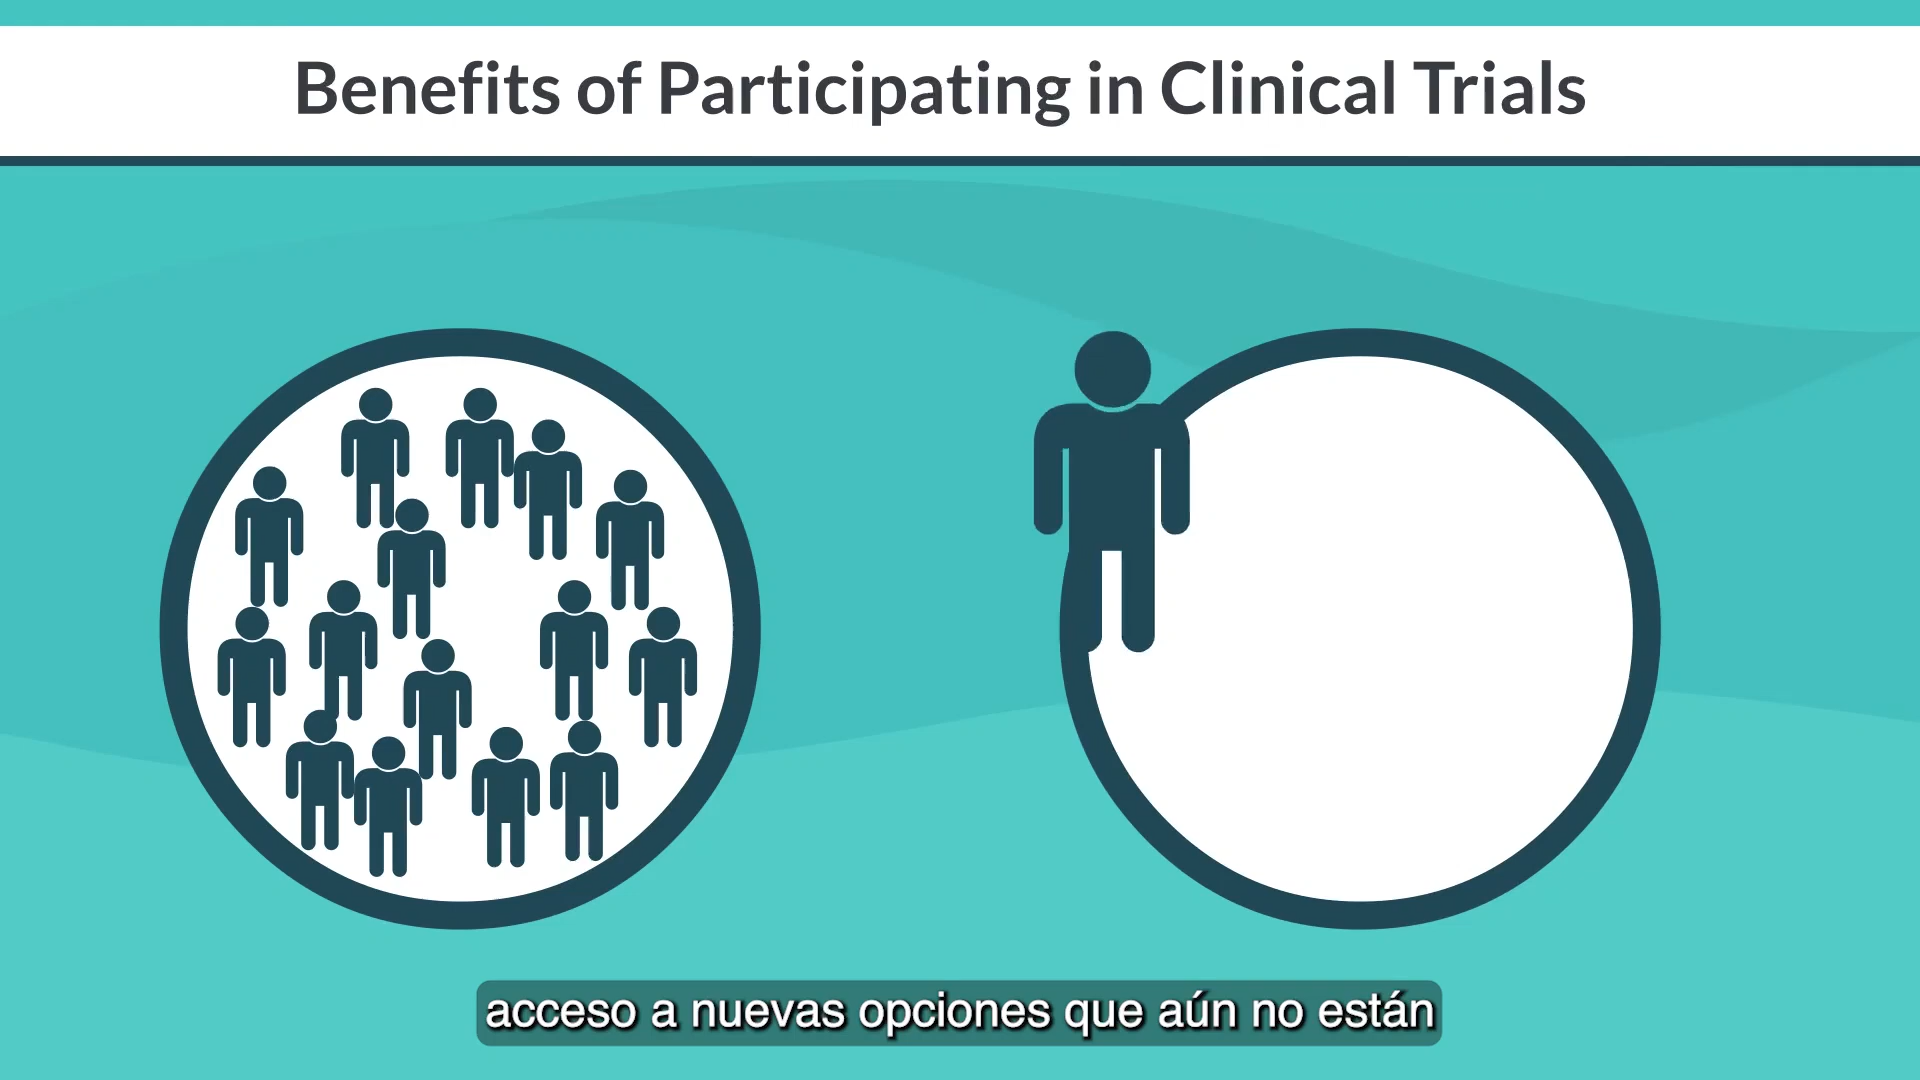 Benefits of Participating in Clinical Trials
acceso a nuevas opciones que aún no están